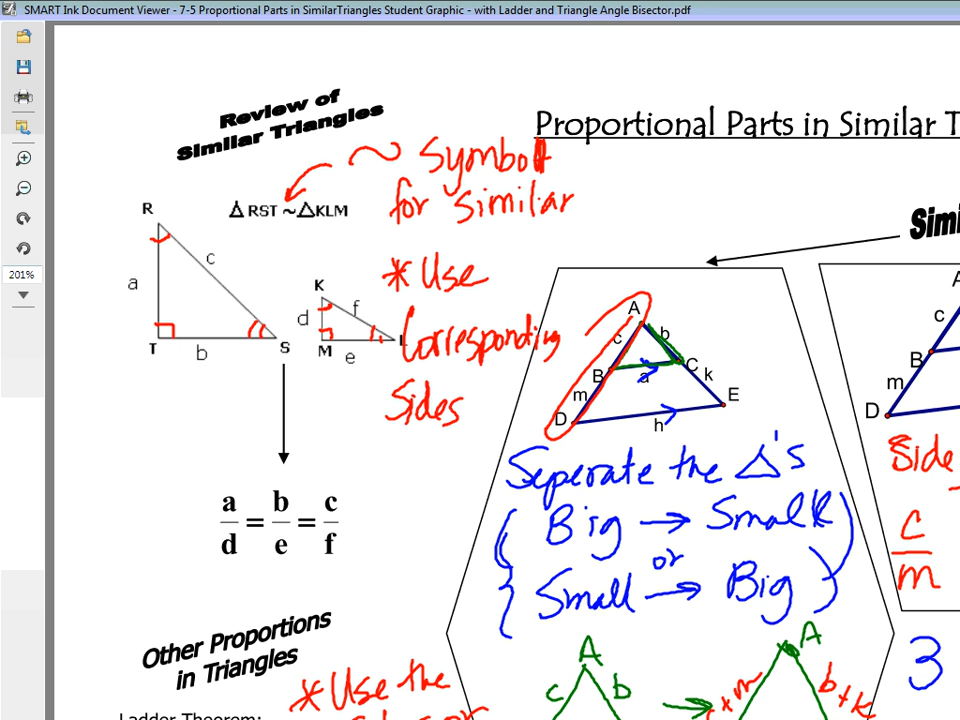 SMART Ink Document Viewer - 7-5 Proportional Parts in SimilarTriangles Student Graphic - with Ladder and Triangle Angle Bisector.pdf
201%
Review of
Similar Triangles
Proportional Parts in Similar T
~ Symbol
for similar
△RST ~ △KLM
R
a
c
T
b
S
K
d
f
M
e
* Use
Corresponding
Sides
a/d = b/e = c/f
Simi
A
c
b
B
C
a
k
m
D
E
h
A
c
B
m
D
Seperate the △'s
Big → Small
or
Small → Big
Side
c/m
3
Other Proportions
in Triangles
* Use the
Ladder Theorem:
A
c
b
A
b+k